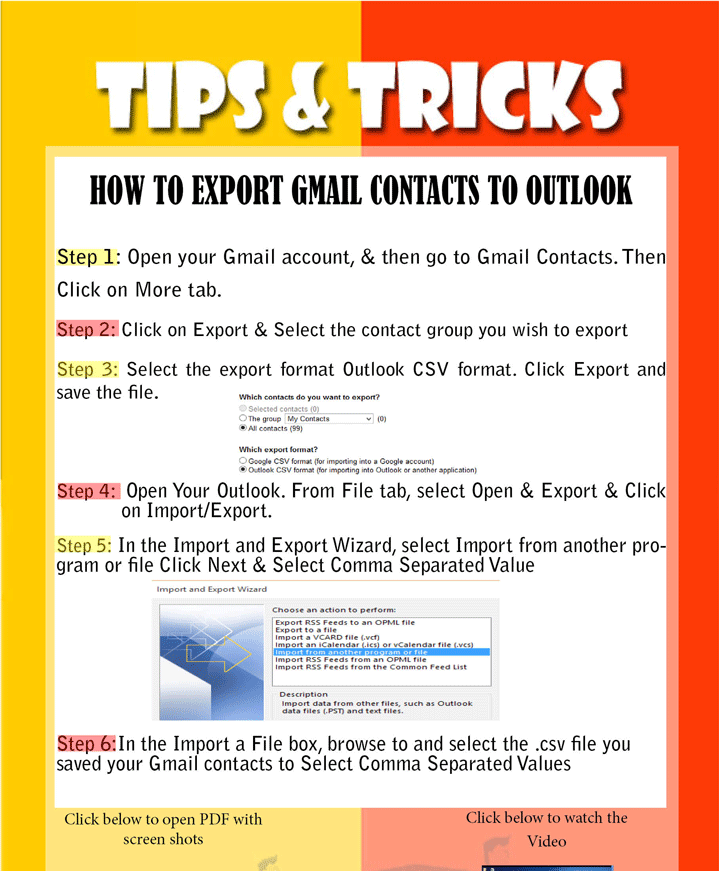 TIPS & TRICKS
HOW TO EXPORT GMAIL CONTACTS TO OUTLOOK
Step 1: Open your Gmail account, & then go to Gmail Contacts. Then
Click on More tab.
Step 2: Click on Export & Select the contact group you wish to export
Step 3: Select the export format Outlook CSV format. Click Export and
save the file.
Which contacts do you want to export?
Selected contacts (0)
The group My Contacts (0)
All contacts (99)
Which export format?
Google CSV format (for importing into a Google account)
Outlook CSV format (for importing into Outlook or another application)
Step 4: Open Your Outlook. From File tab, select Open & Export & Click
on Import/Export.
Step 5: In the Import and Export Wizard, select Import from another pro-
gram or file Click Next & Select Comma Separated Value
Import and Export Wizard
Choose an action to perform:
Export RSS Feeds to an OPML file
Export to a file
Import a VCARD file (.vcf)
Import an iCalendar (.ics) or vCalendar file (.vcs)
Import from another program or file
Import RSS Feeds from an OPML file
Import RSS Feeds from the Common Feed List
Description
Import data from other files, such as Outlook
data files (.PST) and text files.
Step 6:In the Import a File box, browse to and select the .csv file you
saved your Gmail contacts to Select Comma Separated Values
Click below to open PDF with
screen shots
Click below to watch the
Video